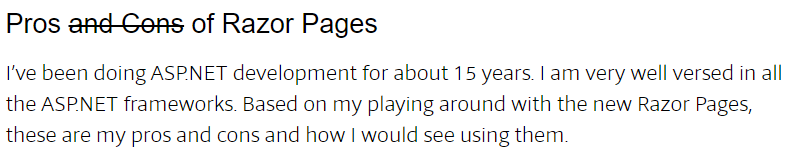 Pros and Cons of Razor Pages
I've been doing ASP.NET development for about 15 years. I am very well versed in all
the ASP.NET frameworks. Based on my playing around with the new Razor Pages,
these are my pros and cons and how I would see using them.